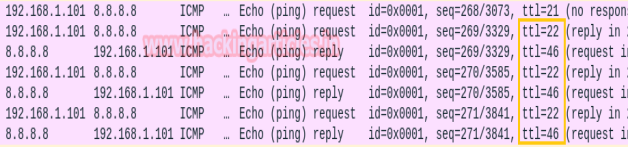 192.168.1.101 8.8.8.8 ICMP … Echo (ping) request id=0x0001, seq=268/3073, ttl=21 (no respons
192.168.1.101 8.8.8.8 ICMP … Echo (ping) request id=0x0001, seq=269/3329, ttl=22 (reply in
8.8.8.8 192.168.1.101 ICMP … Echo (ping) reply id=0x0001, seq=269/3329, ttl=46 (request in
192.168.1.101 8.8.8.8 ICMP … Echo (ping) request id=0x0001, seq=270/3585, ttl=22 (reply in
8.8.8.8 192.168.1.101 ICMP … Echo (ping) reply id=0x0001, seq=270/3585, ttl=46 (request in
192.168.1.101 8.8.8.8 ICMP … Echo (ping) request id=0x0001, seq=271/3841, ttl=22 (reply in
8.8.8.8 192.168.1.101 ICMP … Echo (ping) reply id=0x0001, seq=271/3841, ttl=46 (request in